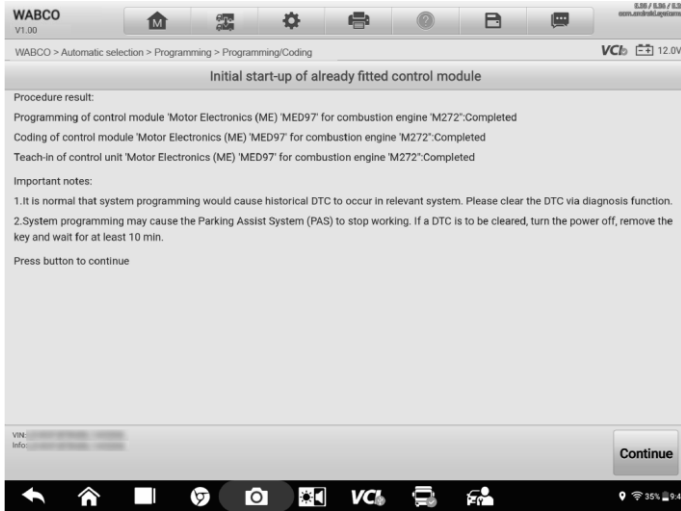 WABCO
V1.00
WABCO > Automatic selection > Programming > Programming/Coding
VCI 12.0V
Initial start-up of already fitted control module
Procedure result:
Programming of control module 'Motor Electronics (ME) 'MED97' for combustion engine 'M272":Completed
Coding of control module 'Motor Electronics (ME) 'MED97' for combustion engine 'M272":Completed
Teach-in of control unit 'Motor Electronics (ME) 'MED97' for combustion engine 'M272":Completed
Important notes:
1.It is normal that system programming would cause historical DTC to occur in relevant system. Please clear the DTC via diagnosis function.
2.System programming may cause the Parking Assist System (PAS) to stop working. If a DTC is to be cleared, turn the power off, remove the
key and wait for at least 10 min.
Press button to continue
VIN:
Info:
Continue
VCI
35%